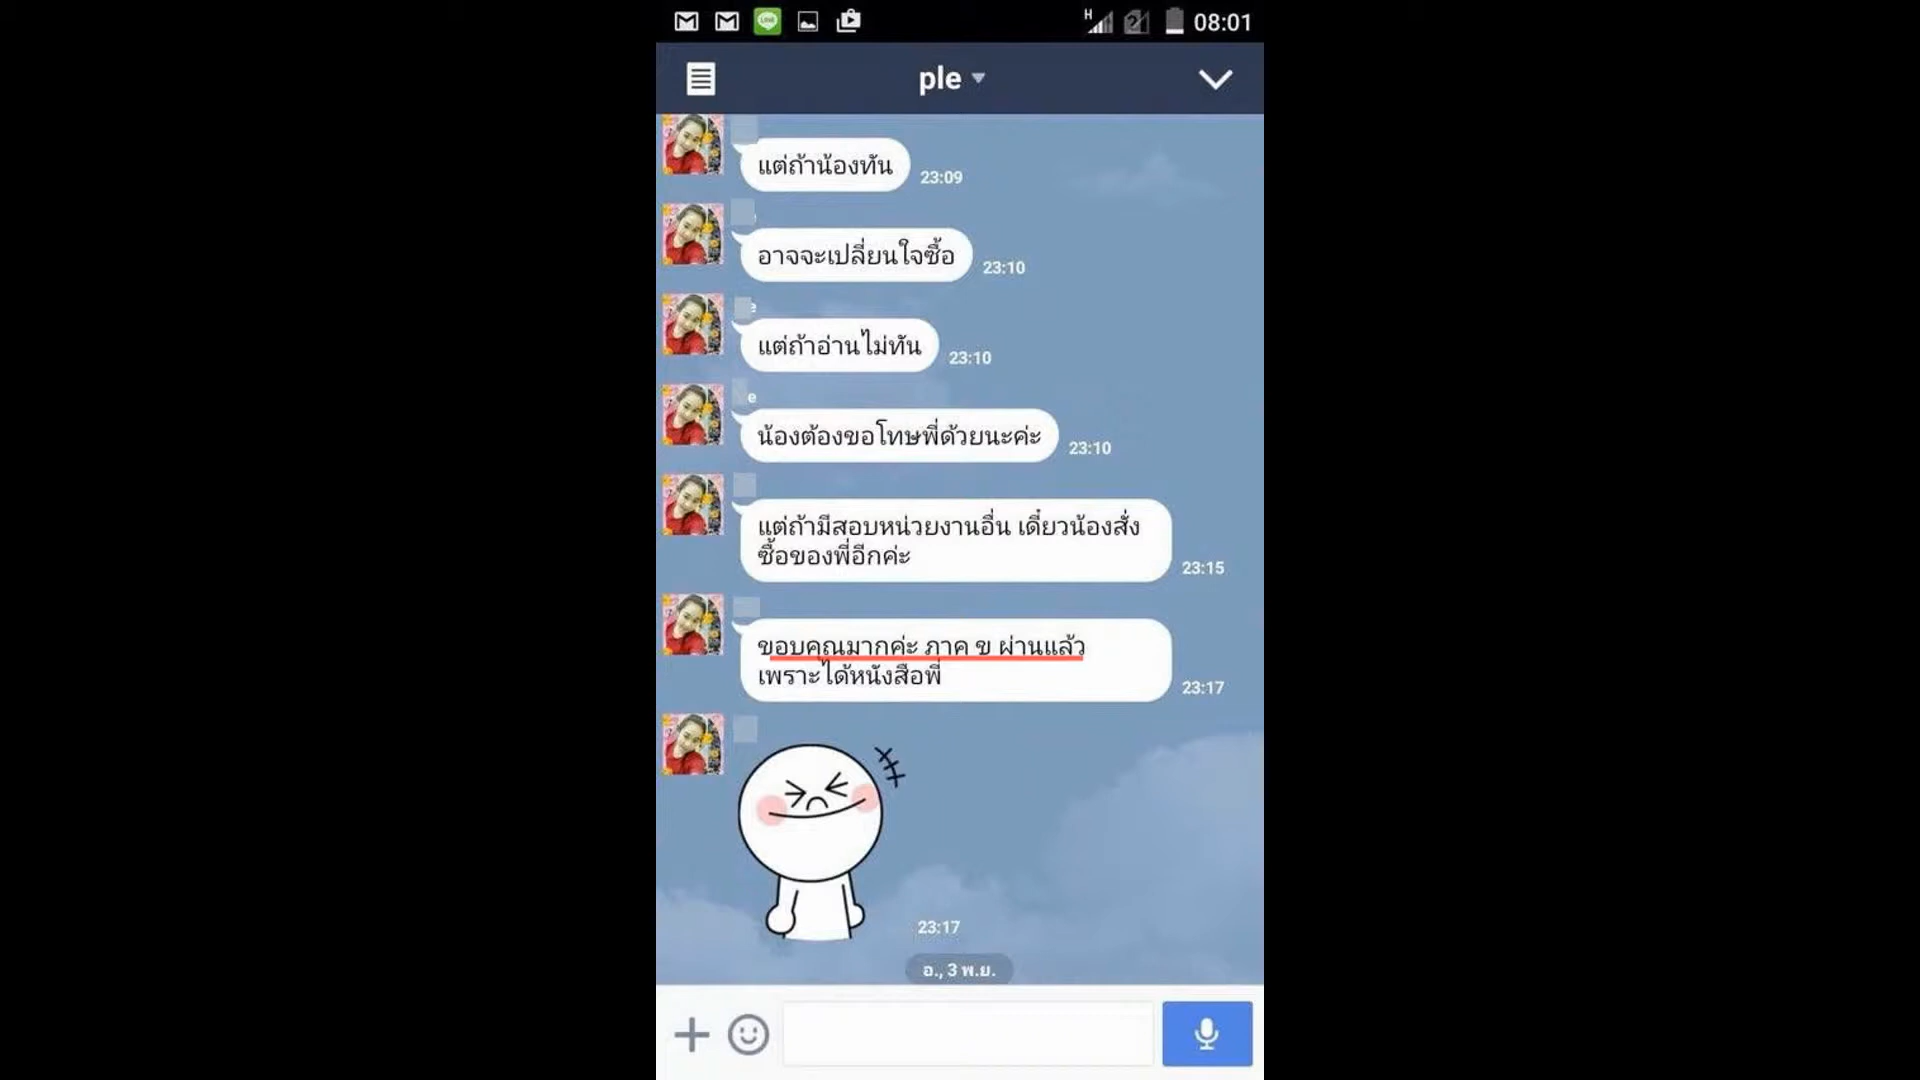 LINE
H
08:01
ple
แต่ถ้าน้องทัน
23:09
อาจจะเปลี่ยนใจซื้อ
23:10
e
แต่ถ้าอ่านไม่ทัน
23:10
e
น้องต้องขอโทษพี่ด้วยนะค่ะ
23:10
แต่ถ้ามีสอบหน่วยงานอื่น เดี๋ยวน้องสั่ง
ซื้อของพี่อีกค่ะ
23:15
ขอบคุณมากค่ะ ภาค ข ผ่านแล้ว
เพราะได้หนังสือพี่
23:17
23:17
อ., 3 พ.ย.